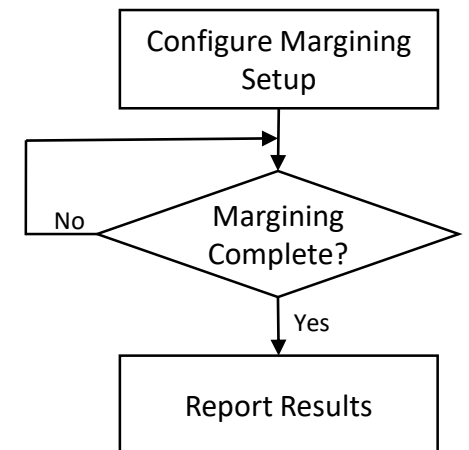 Configure Margining
Setup
No
Margining
Complete?
Yes
Report Results